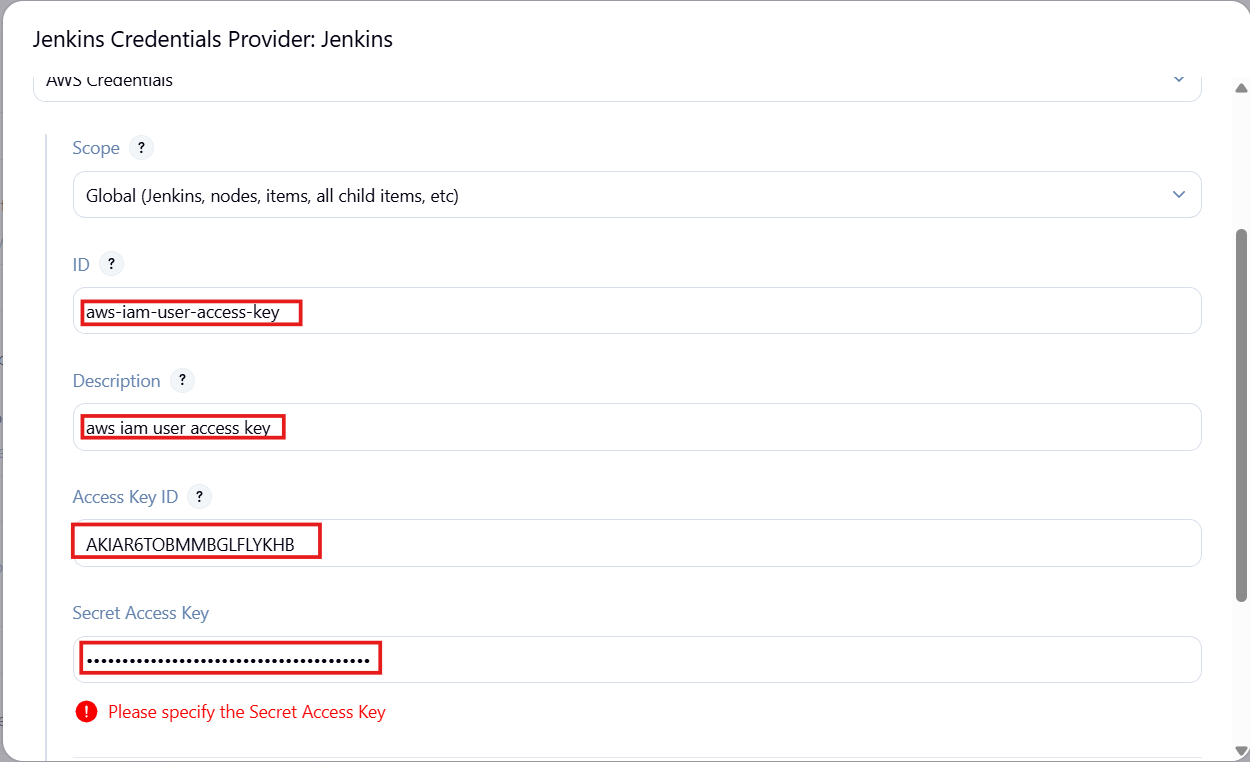 Jenkins Credentials Provider: Jenkins
AWS Credentials
Scope ?
Global (Jenkins, nodes, items, all child items, etc)
ID ?
aws-iam-user-access-key
Description ?
aws iam user access key
Access Key ID ?
AKIAR6TOBMMBGLFLYKHB
Secret Access Key
Please specify the Secret Access Key